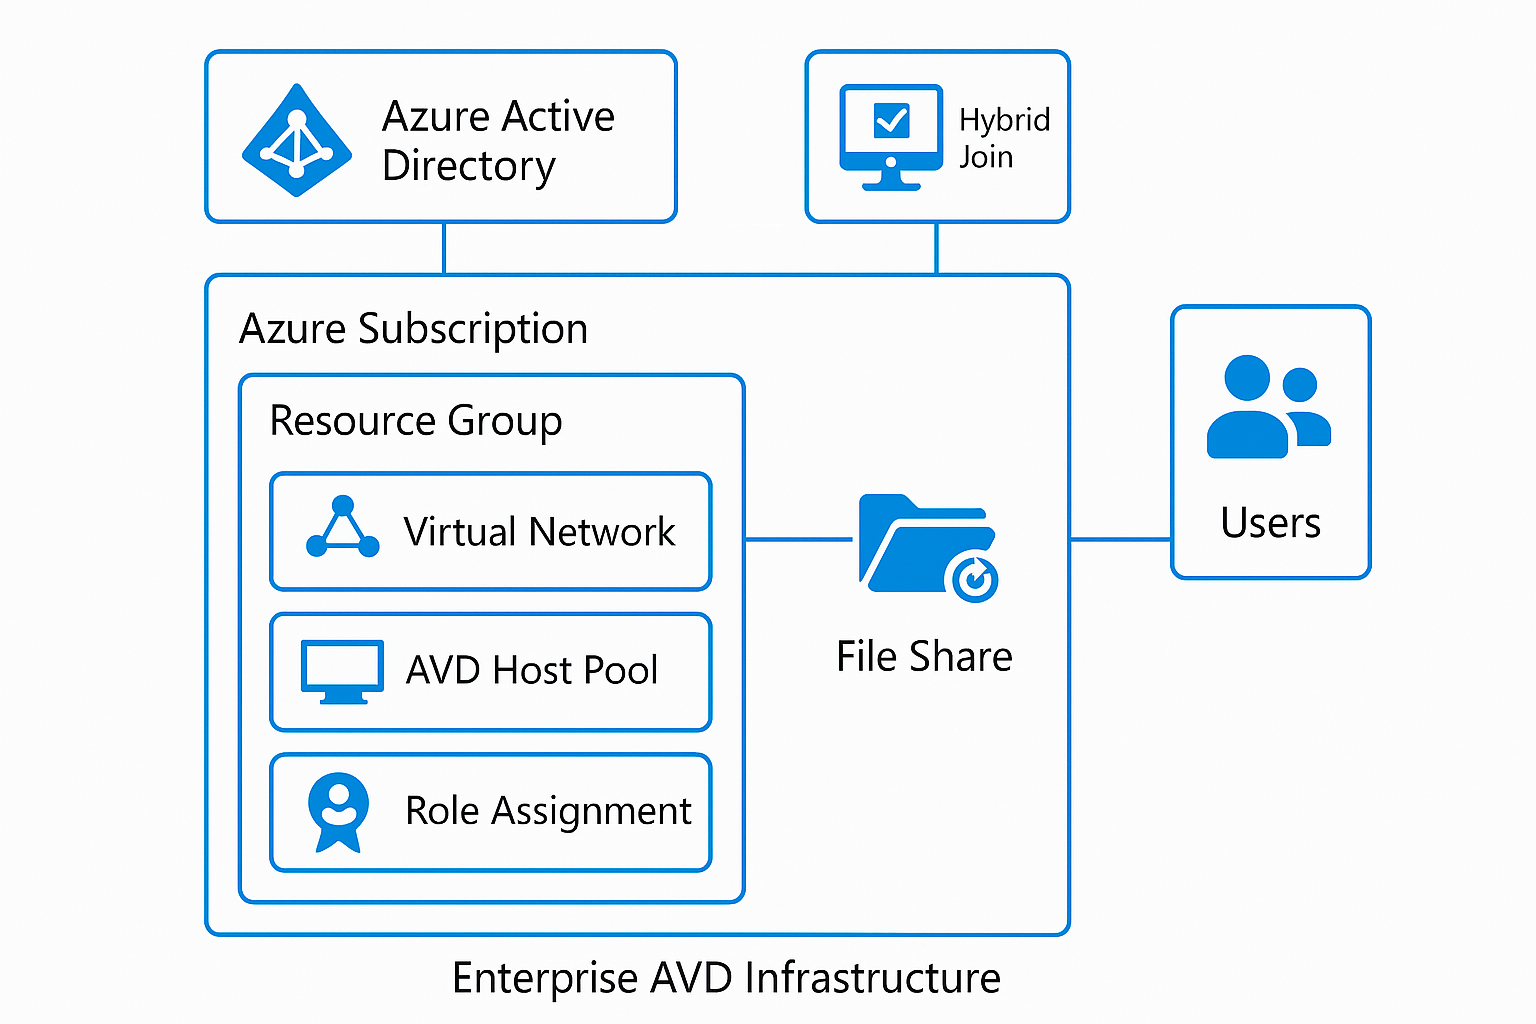 Azure Active
Directory
Hybrid
Join
Azure Subscription
Resource Group
Virtual Network
AVD Host Pool
Role Assignment
File Share
Users
Enterprise AVD Infrastructure